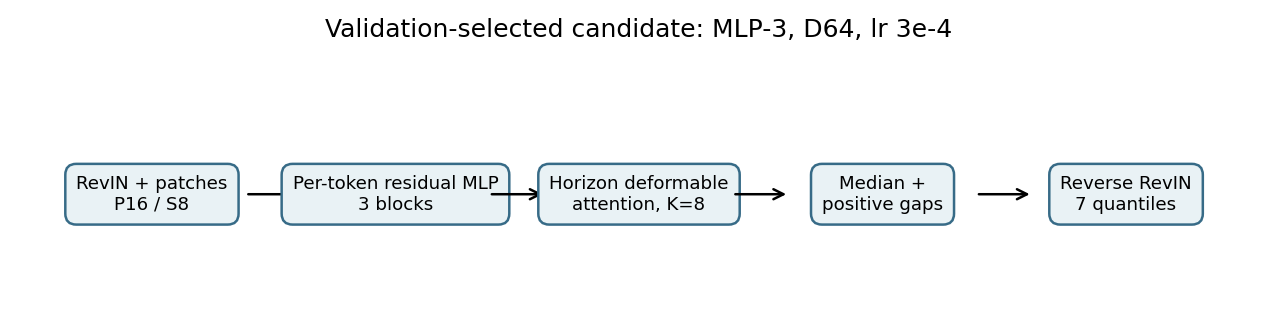 Validation-selected candidate: MLP-3, D64, lr 3e-4
RevIN + patches
P16 / S8
Per-token residual MLP
3 blocks
Horizon deformable
attention, K=8
Median +
positive gaps
Reverse RevIN
7 quantiles